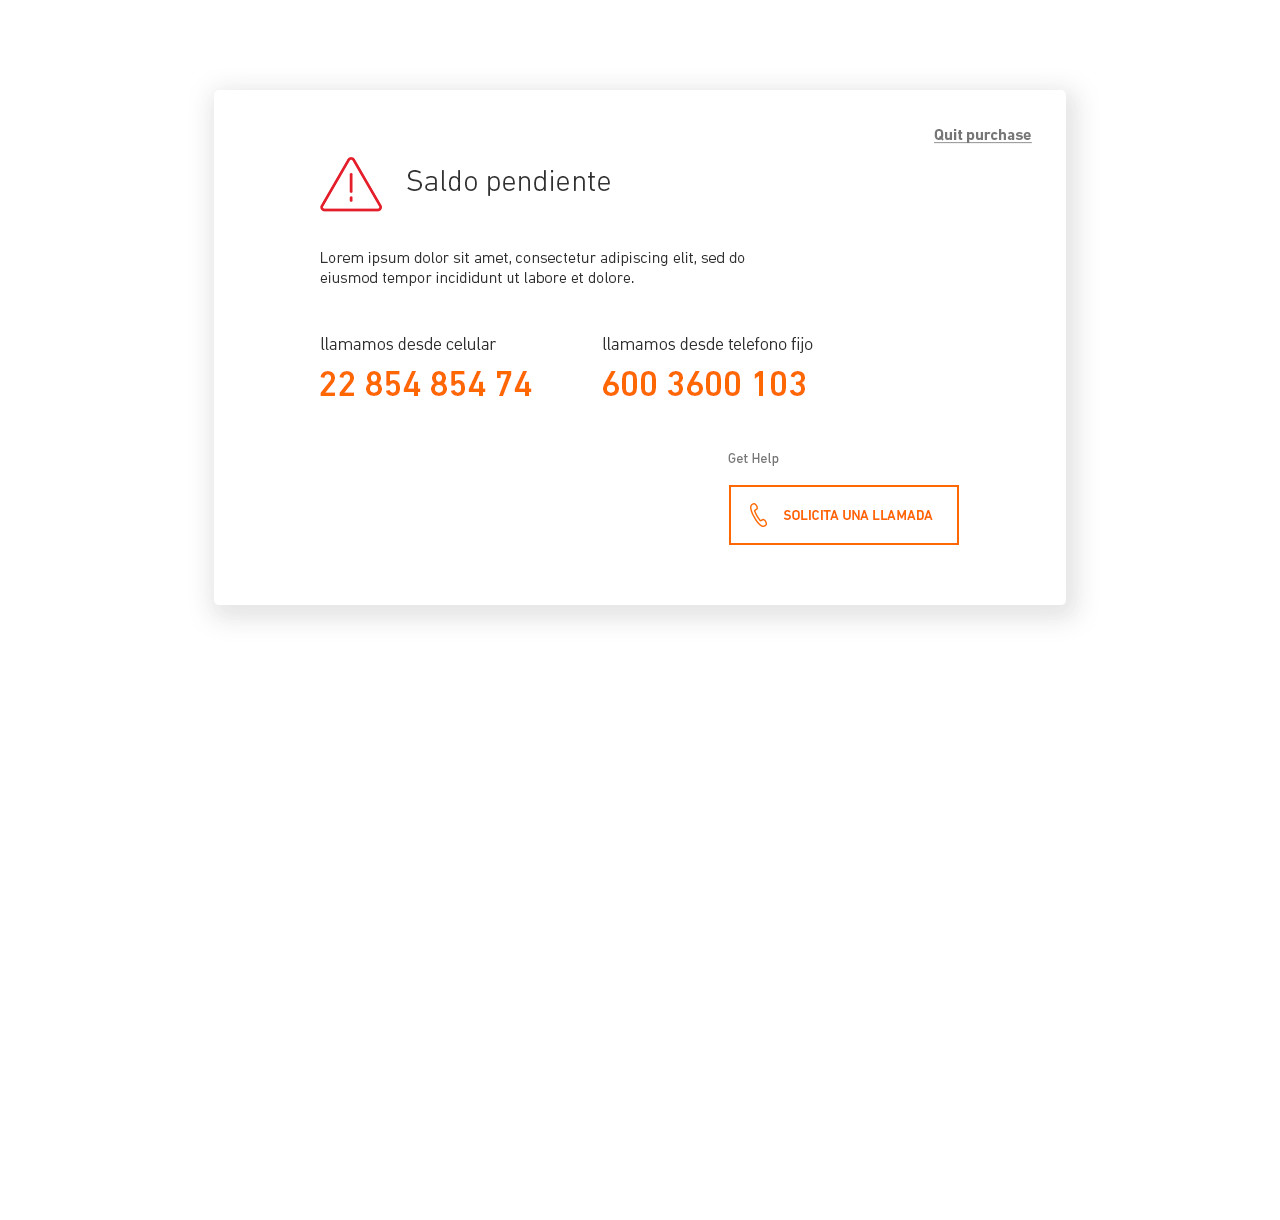 Quit purchase
Saldo pendiente
Lorem ipsum dolor sit amet, consectetur adipiscing elit, sed do
eiusmod tempor incididunt ut labore et dolore.
llamamos desde celular
22 854 854 74
llamamos desde telefono fijo
600 3600 103
Get Help
SOLICITA UNA LLAMADA